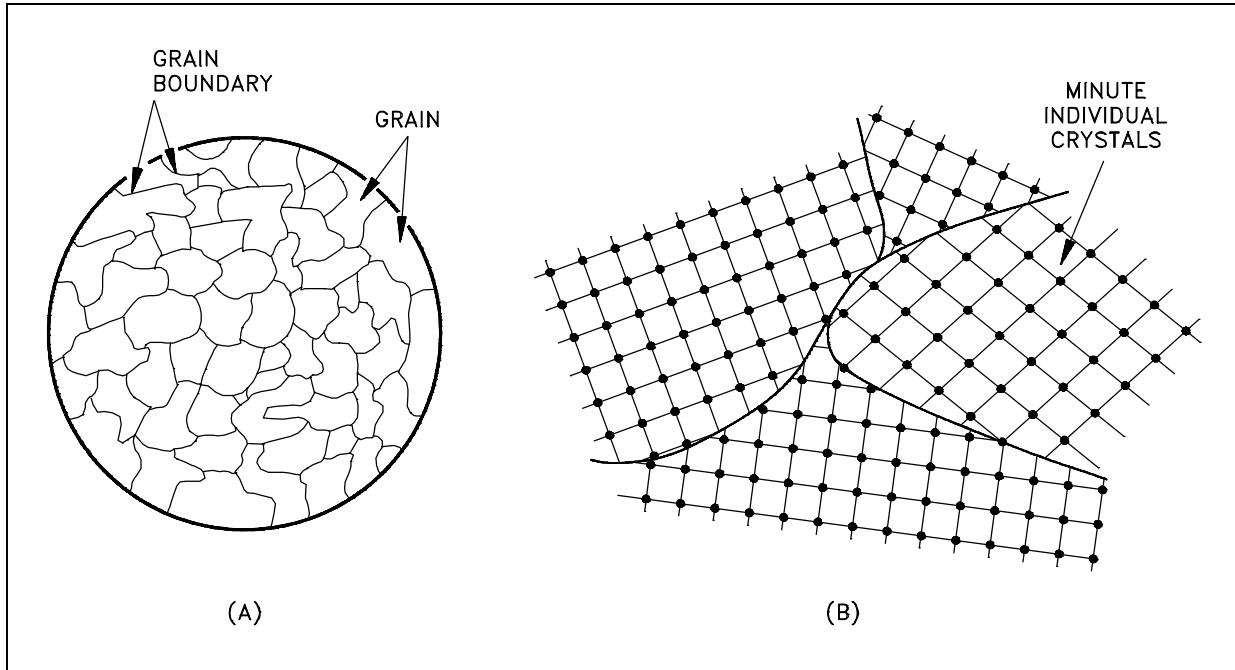 GRAIN
BOUNDARY
GRAIN
MINUTE
INDIVIDUAL
CRYSTALS
(A)
(B)